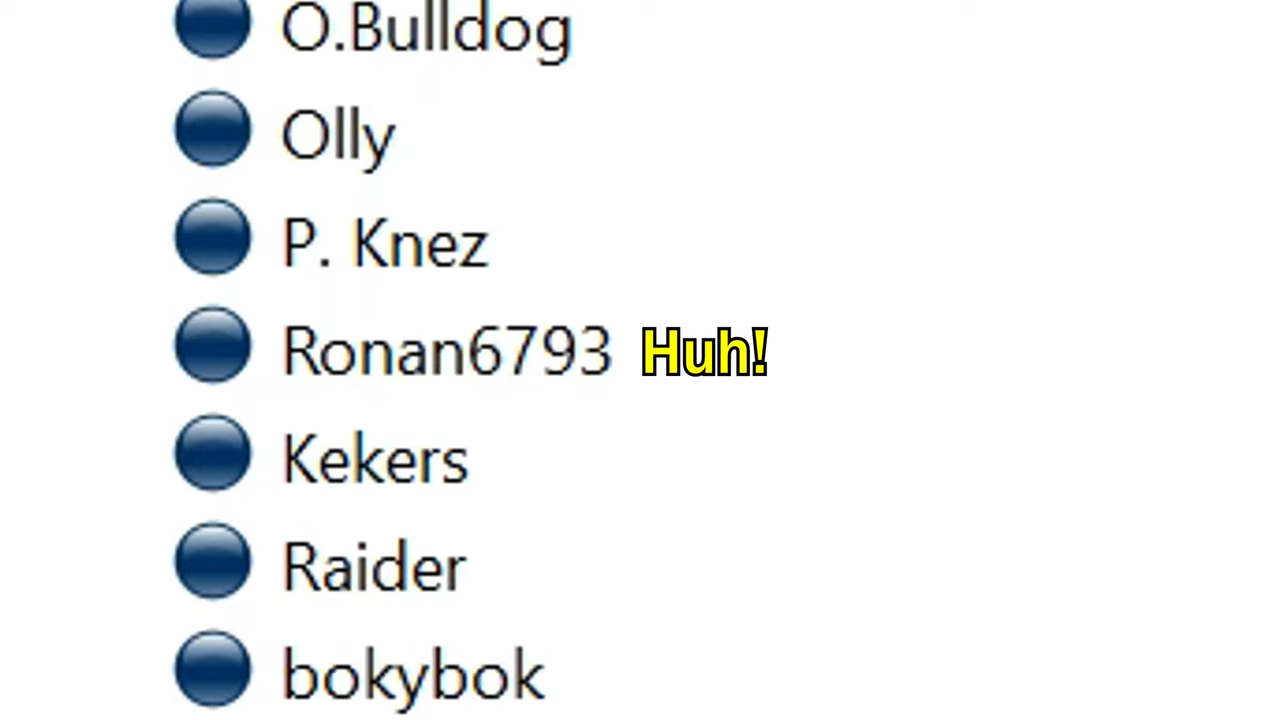 O.Bulldog
Olly
P. Knez
Ronan6793 Huh!
Kekers
Raider
bokybok